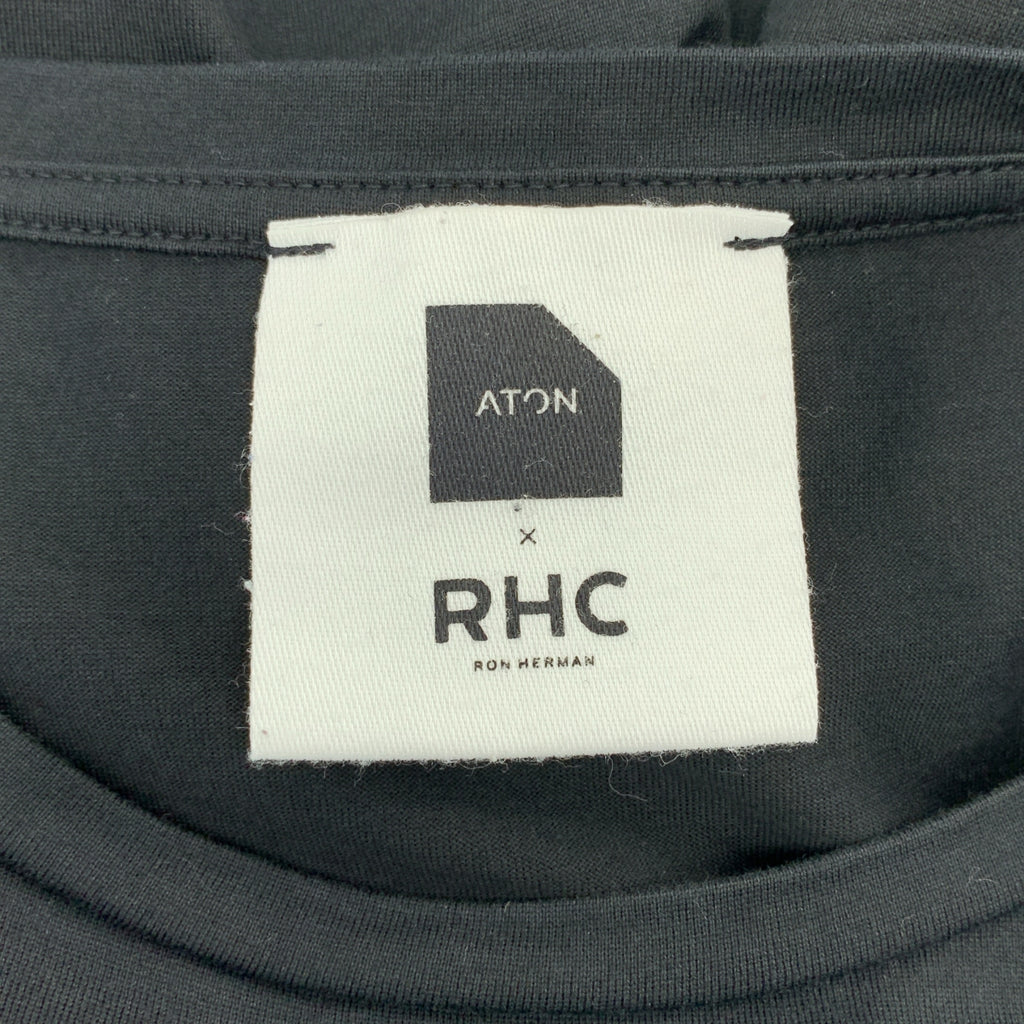 ATON
×
RHC
RON HERMAN